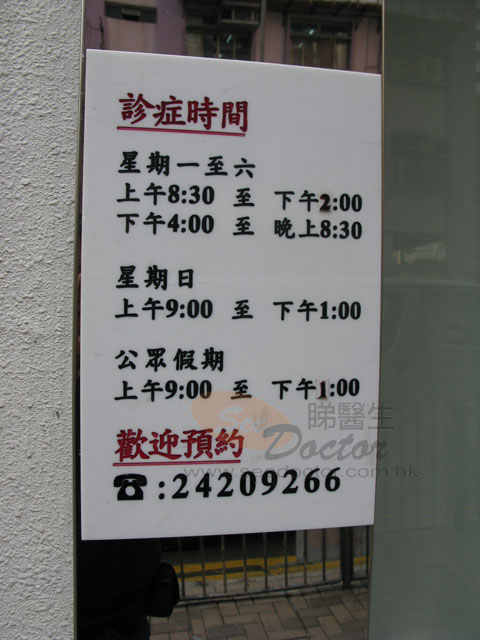 診症時間
星期一至六
上午8:30 至 下午2:00
下午4:00 至 晚上8:30
星期日
上午9:00 至 下午1:00
公眾假期
上午9:00 至 下午1:00
歡迎預約
☎:24209266
See Doctor 睇醫生
www.seedoctor.com.hk